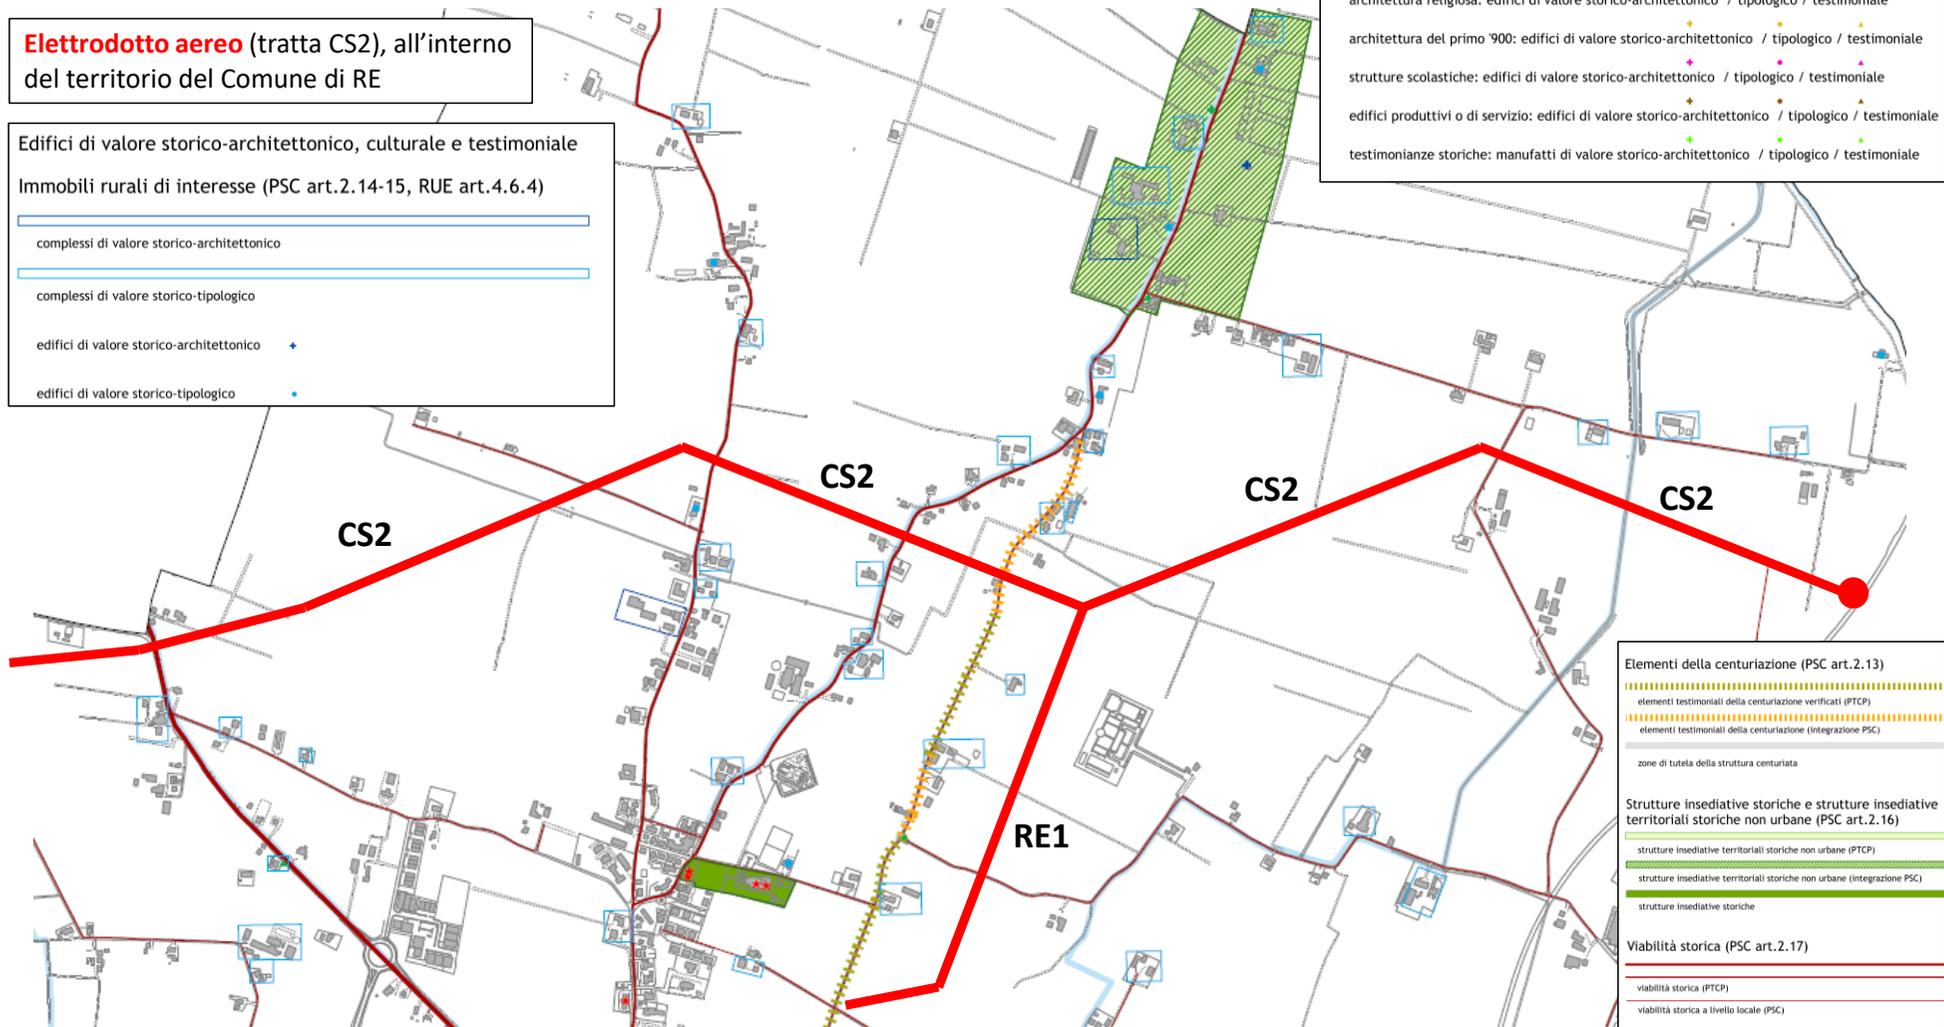 Elettrodotto aereo (tratta CS2), all’interno
del territorio del Comune di RE
Edifici di valore storico-architettonico, culturale e testimoniale
Immobili rurali di interesse (PSC art.2.14-15, RUE art.4.6.4)
complessi di valore storico-architettonico
complessi di valore storico-tipologico
edifici di valore storico-architettonico
edifici di valore storico-tipologico
architettura religiosa: edifici di valore storico-architettonico / tipologico / testimoniale
architettura del primo '900: edifici di valore storico-architettonico / tipologico / testimoniale
strutture scolastiche: edifici di valore storico-architettonico / tipologico / testimoniale
edifici produttivi o di servizio: edifici di valore storico-architettonico / tipologico / testimoniale
testimonianze storiche: manufatti di valore storico-architettonico / tipologico / testimoniale
CS2
CS2
CS2
CS2
RE1
Elementi della centuriazione (PSC art.2.13)
elementi testimoniali della centuriazione verificati (PTCP)
elementi testimoniali della centuriazione (integrazione PSC)
zone di tutela della struttura centuriata
Strutture insediative storiche e strutture insediative
territoriali storiche non urbane (PSC art.2.16)
strutture insediative territoriali storiche non urbane (PTCP)
strutture insediative territoriali storiche non urbane (integrazione PSC)
strutture insediative storiche
Viabilità storica (PSC art.2.17)
viabilità storica (PTCP)
viabilità storica a livello locale (PSC)